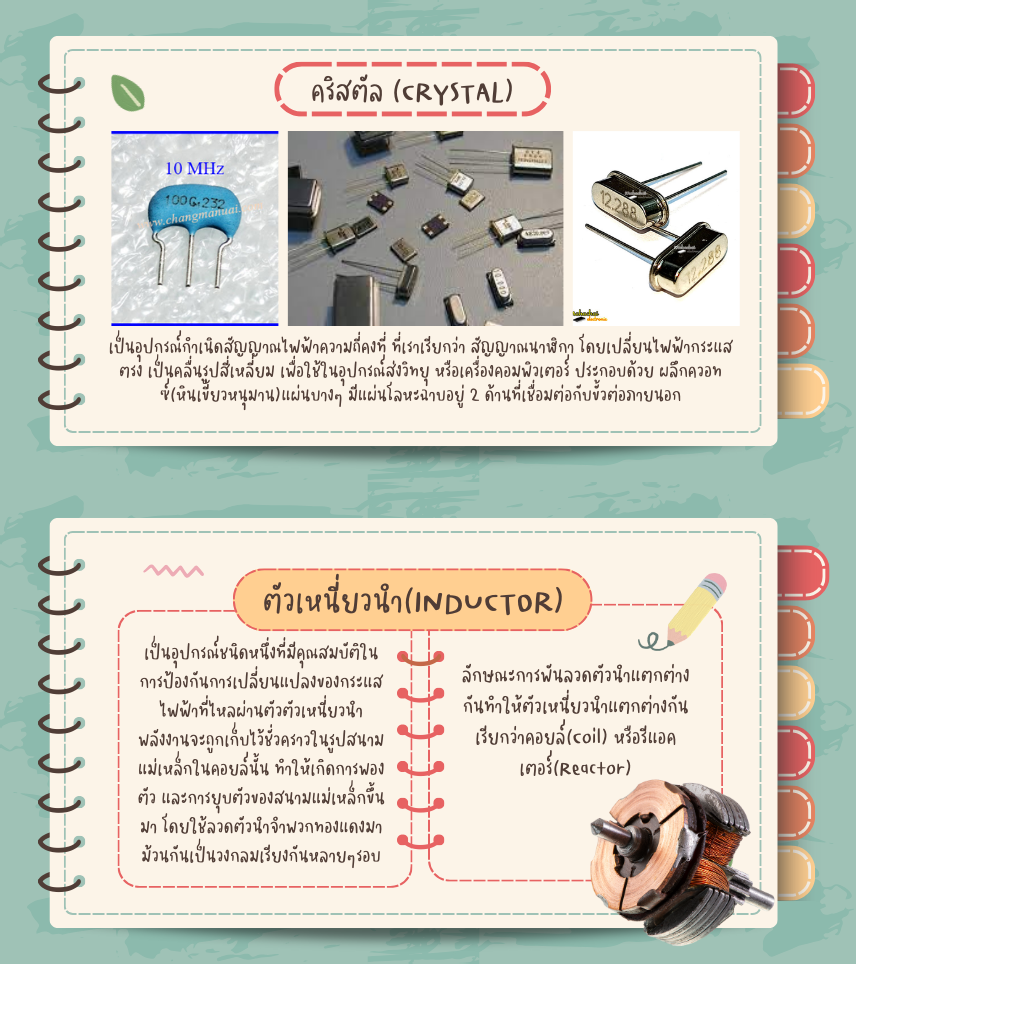 คริสตัล (CRYSTAL)
10 MHz
100G.232
www.changmanuai.com
12.288
12.288
เป็นอุปกรณ์กำเนิดสัญญาณไฟฟ้าความถี่คงที่ ที่เราเรียกว่า สัญญาณนาฬิกา โดยเปลี่ยนไฟฟ้ากระแส
ตรง เป็นคลื่นรูปสี่เหลี่ยม เพื่อใช้ในอุปกรณ์ส่งวิทยุ หรือเครื่องคอมพิวเตอร์ ประกอบด้วย ผลึกควอท
ซ์(หินเขี้ยวหนุมาน)แผ่นบางๆ มีแผ่นโลหะฉาบอยู่ 2 ด้านที่เชื่อมต่อกับขั้วต่อภายนอก
ตัวเหนี่ยวนำ(INDUCTOR)
เป็นอุปกรณ์ชนิดหนึ่งที่มีคุณสมบัติใน
การป้องกันการเปลี่ยนแปลงของกระแส
ไฟฟ้าที่ไหลผ่านตัวตัวเหนี่ยวนำ
พลังงานจะถูกเก็บไว้ชั่วคราวในรูปสนาม
แม่เหล็กในคอยล์นั้น ทำให้เกิดการพอง
ตัว และการยุบตัวของสนามแม่เหล็กขึ้น
มา โดยใช้ลวดตัวนำจำพวกทองแดงมา
ม้วนกันเป็นวงกลมเรียงกันหลายๆรอบ
ลักษณะการพันลวดตัวนำแตกต่าง
กันทำให้ตัวเหนี่ยวนำแตกต่างกัน
เรียกว่าคอยล์(Coil) หรือรี่แอค
เตอร์(Reactor)